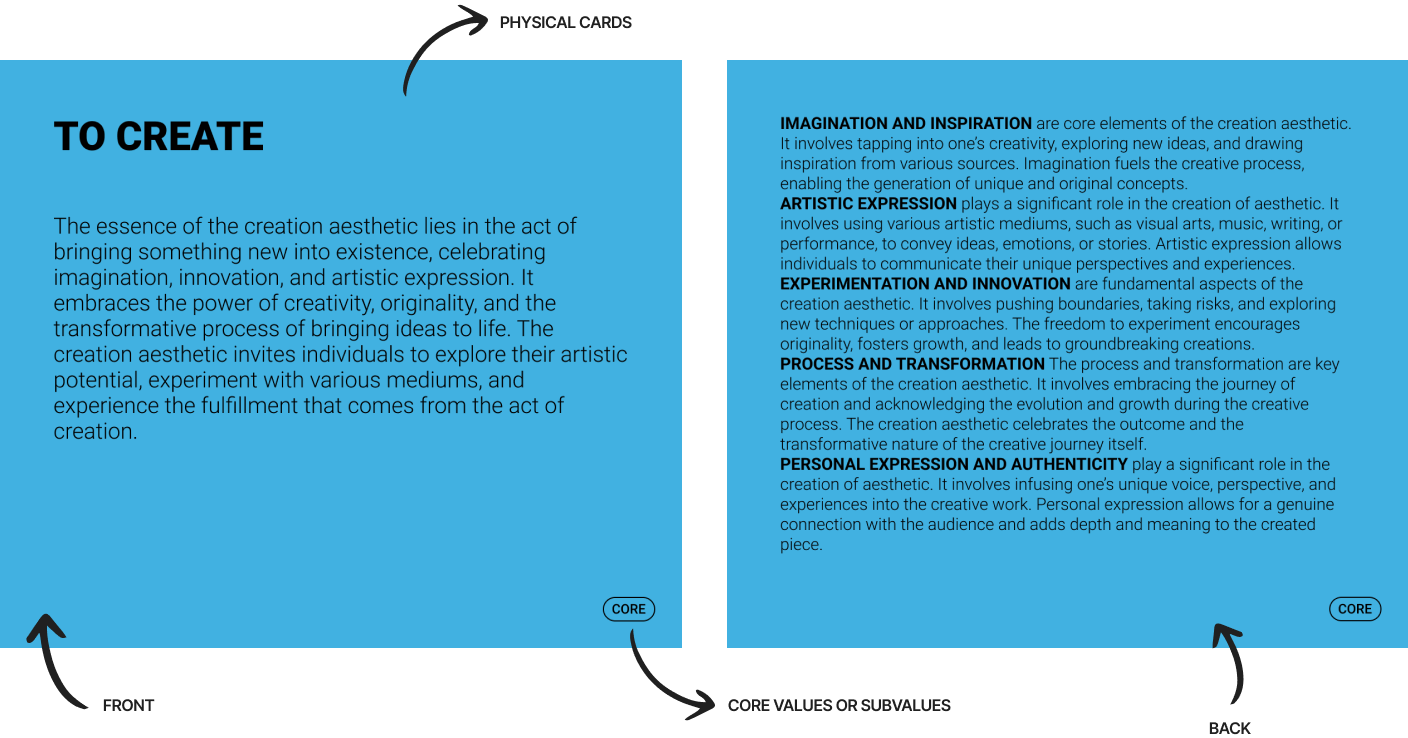 PHYSICAL CARDS
TO CREATE
The essence of the creation aesthetic lies in the act of
bringing something new into existence, celebrating
imagination, innovation, and artistic expression. It
embraces the power of creativity, originality, and the
transformative process of bringing ideas to life. The
creation aesthetic invites individuals to explore their artistic
potential, experiment with various mediums, and
experience the fulfillment that comes from the act of
creation.
CORE
IMAGINATION AND INSPIRATION are core elements of the creation aesthetic.
It involves tapping into one’s creativity, exploring new ideas, and drawing
inspiration from various sources. Imagination fuels the creative process,
enabling the generation of unique and original concepts.
ARTISTIC EXPRESSION plays a significant role in the creation of aesthetic. It
involves using various artistic mediums, such as visual arts, music, writing, or
performance, to convey ideas, emotions, or stories. Artistic expression allows
individuals to communicate their unique perspectives and experiences.
EXPERIMENTATION AND INNOVATION are fundamental aspects of the
creation aesthetic. It involves pushing boundaries, taking risks, and exploring
new techniques or approaches. The freedom to experiment encourages
originality, fosters growth, and leads to groundbreaking creations.
PROCESS AND TRANSFORMATION The process and transformation are key
elements of the creation aesthetic. It involves embracing the journey of
creation and acknowledging the evolution and growth during the creative
process. The creation aesthetic celebrates the outcome and the
transformative nature of the creative journey itself.
PERSONAL EXPRESSION AND AUTHENTICITY play a significant role in the
creation of aesthetic. It involves infusing one’s unique voice, perspective, and
experiences into the creative work. Personal expression allows for a genuine
connection with the audience and adds depth and meaning to the created
piece.
CORE
FRONT
CORE VALUES OR SUBVALUES
BACK